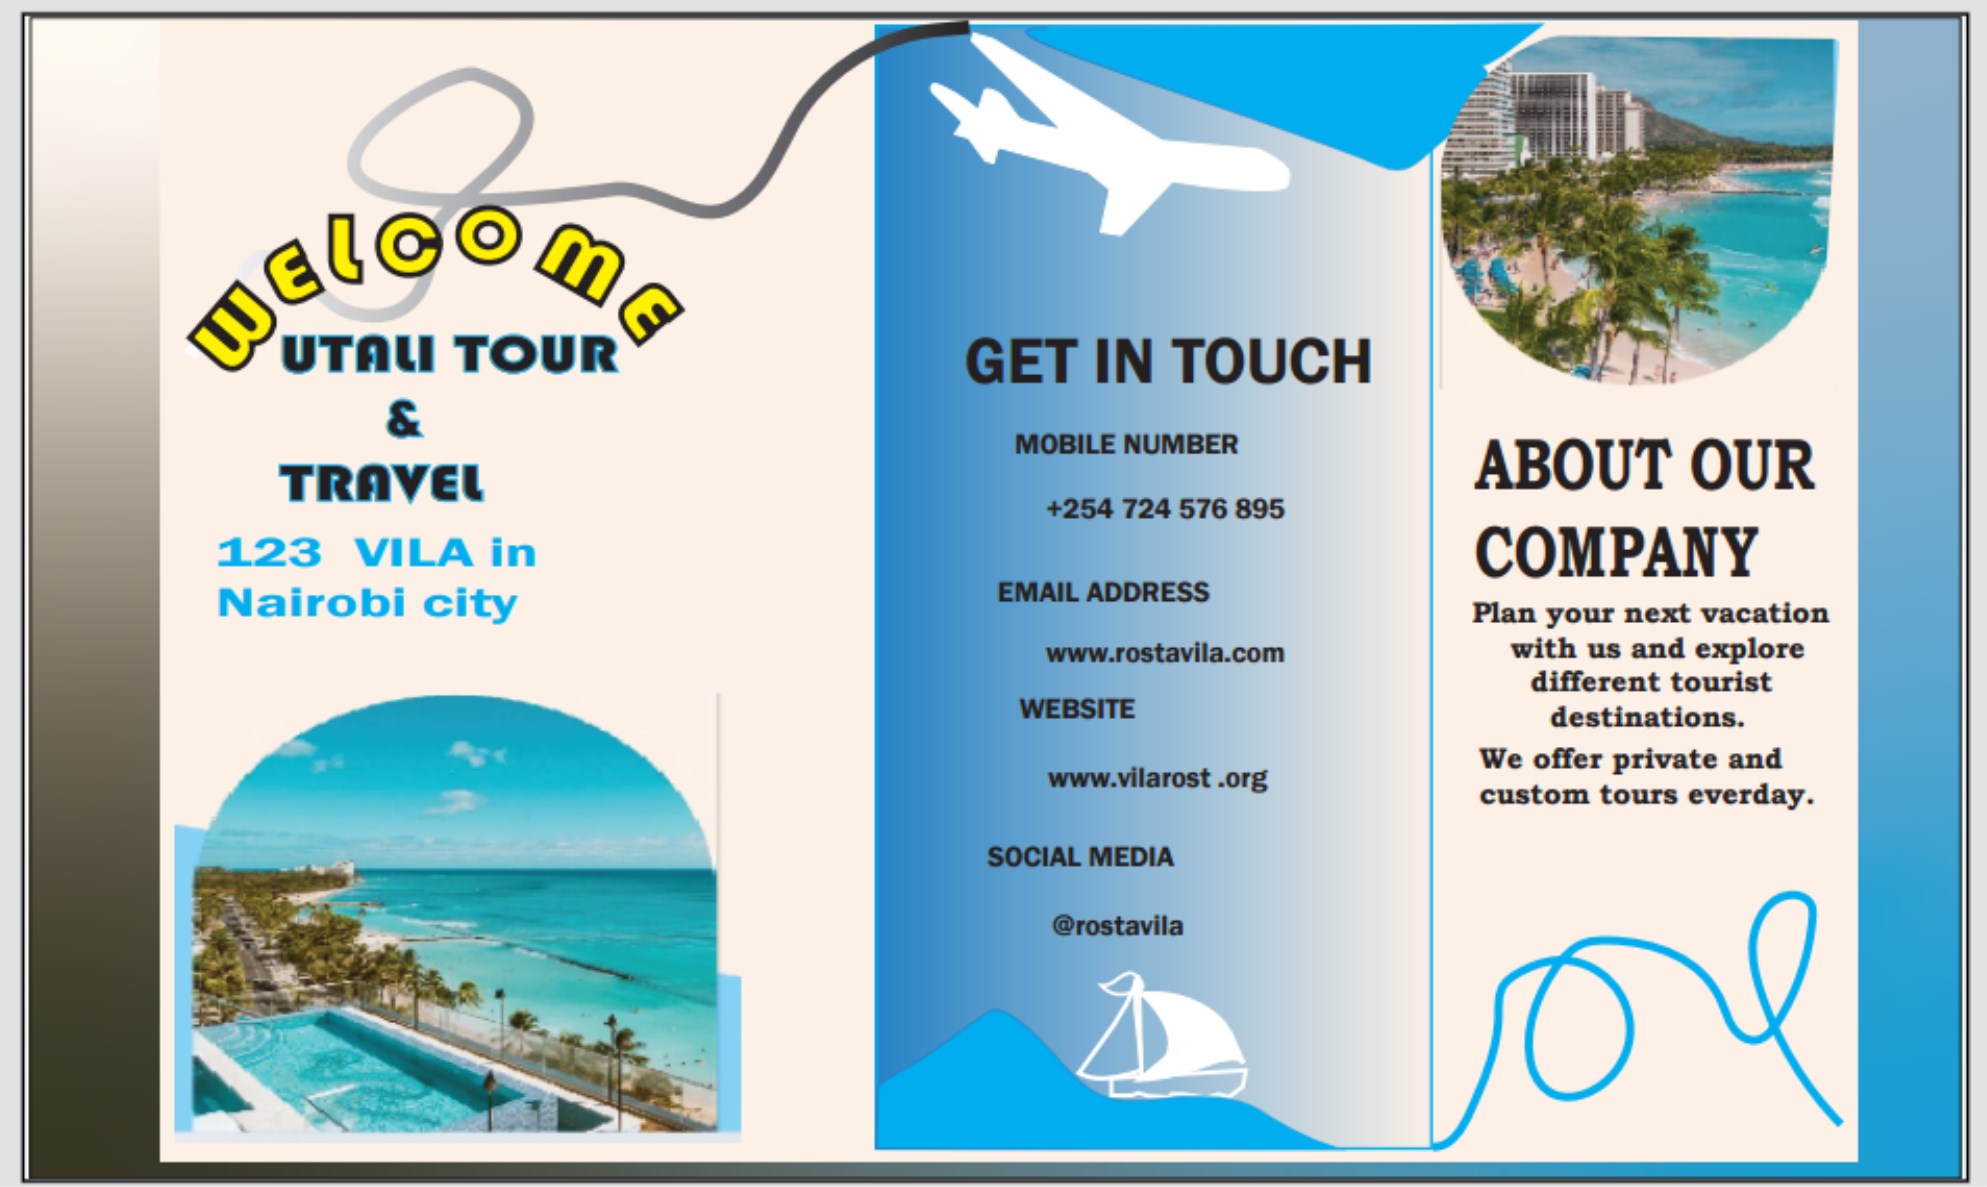 WELCOME
UTALI TOUR
&
TRAVEL
123 VILA in
Nairobi city
GET IN TOUCH
MOBILE NUMBER
+254 724 576 895
EMAIL ADDRESS
www.rostavila.com
WEBSITE
www.vilarost .org
SOCIAL MEDIA
@rostavila
ABOUT OUR
COMPANY
Plan your next vacation
with us and explore
different tourist
destinations.
We offer private and
custom tours everday.